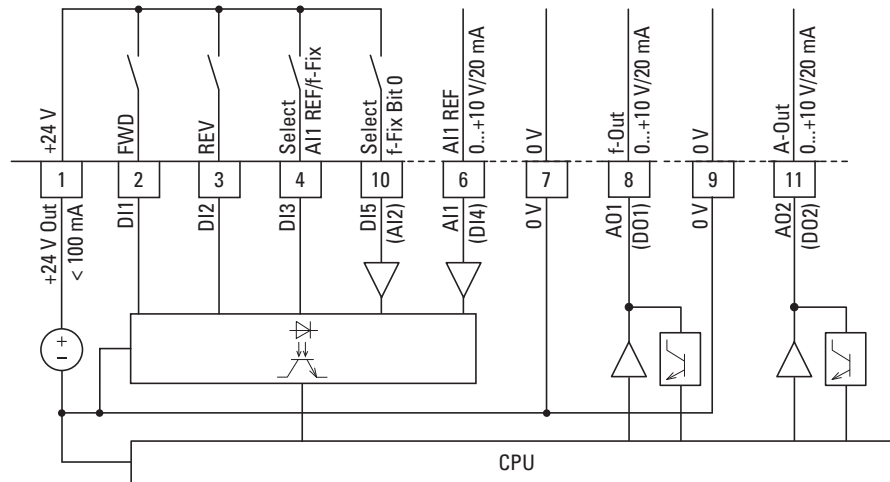 +24 V
FWD
REV
Select
AI1 REF/f-Fix
Select
f-Fix Bit 0
AI1 REF
0...+10 V/20 mA
0 V
f-Out
0...+10 V/20 mA
0 V
A-Out
0...+10 V/20 mA
1
2
3
4
10
6
7
8
9
11
+24 V Out
< 100 mA
DI1
DI2
DI3
DI5
(AI2)
AI1
(DI4)
0 V
AO1
(DO1)
0 V
AO2
(DO2)
− +
CPU